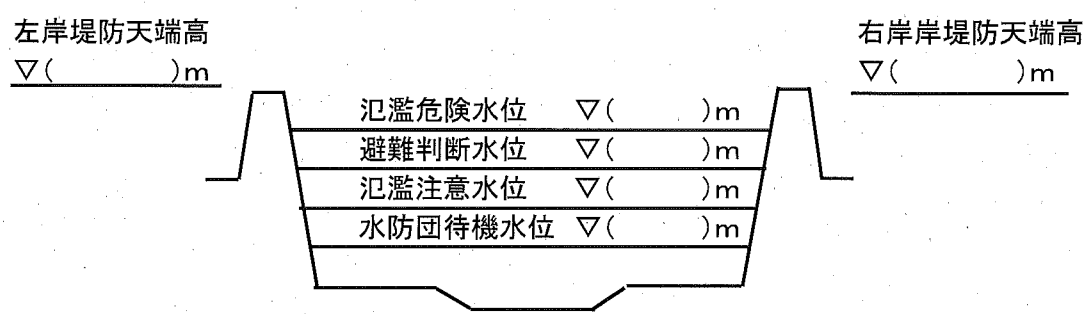 左岸堤防天端高
▽(　　　)m
右岸岸堤防天端高
▽(　　　)m
氾濫危険水位　▽(　　　)m
避難判断水位　▽(　　　)m
氾濫注意水位　▽(　　　)m
水防団待機水位　▽(　　　)m